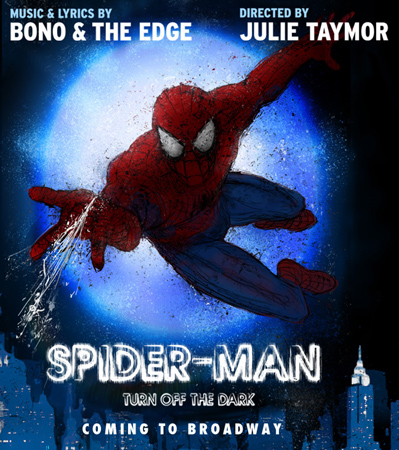 MUSIC & LYRICS BY
BONO & THE EDGE
DIRECTED BY
JULIE TAYMOR
SPIDER-MAN
TURN OFF THE DARK
COMING TO BROADWAY